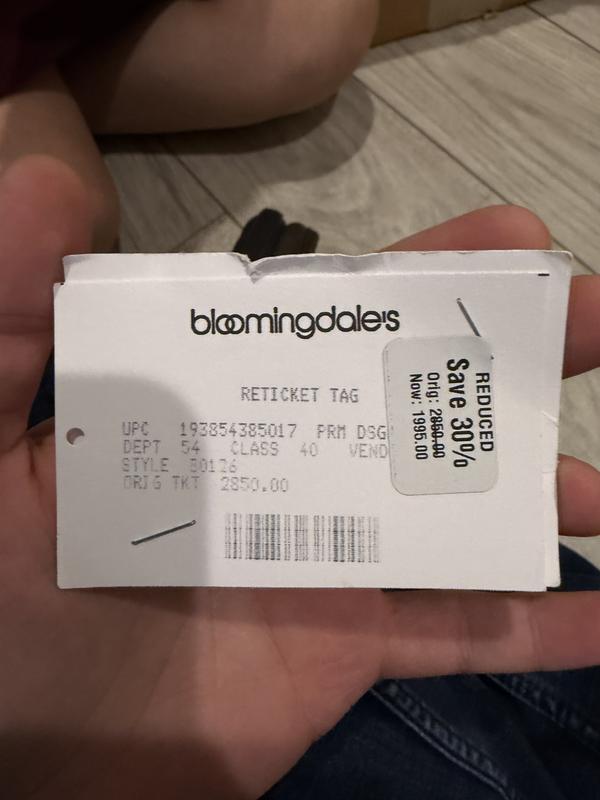 bloomingdale's
RETICKET TAG
UPC 193854385017 PRM DSG
DEPT 54 CLASS 40 VEND
STYLE 80126
ORIG TKT 2850.00
REDUCED
Save 30%
Orig: 2850.00
Now: 1995.00